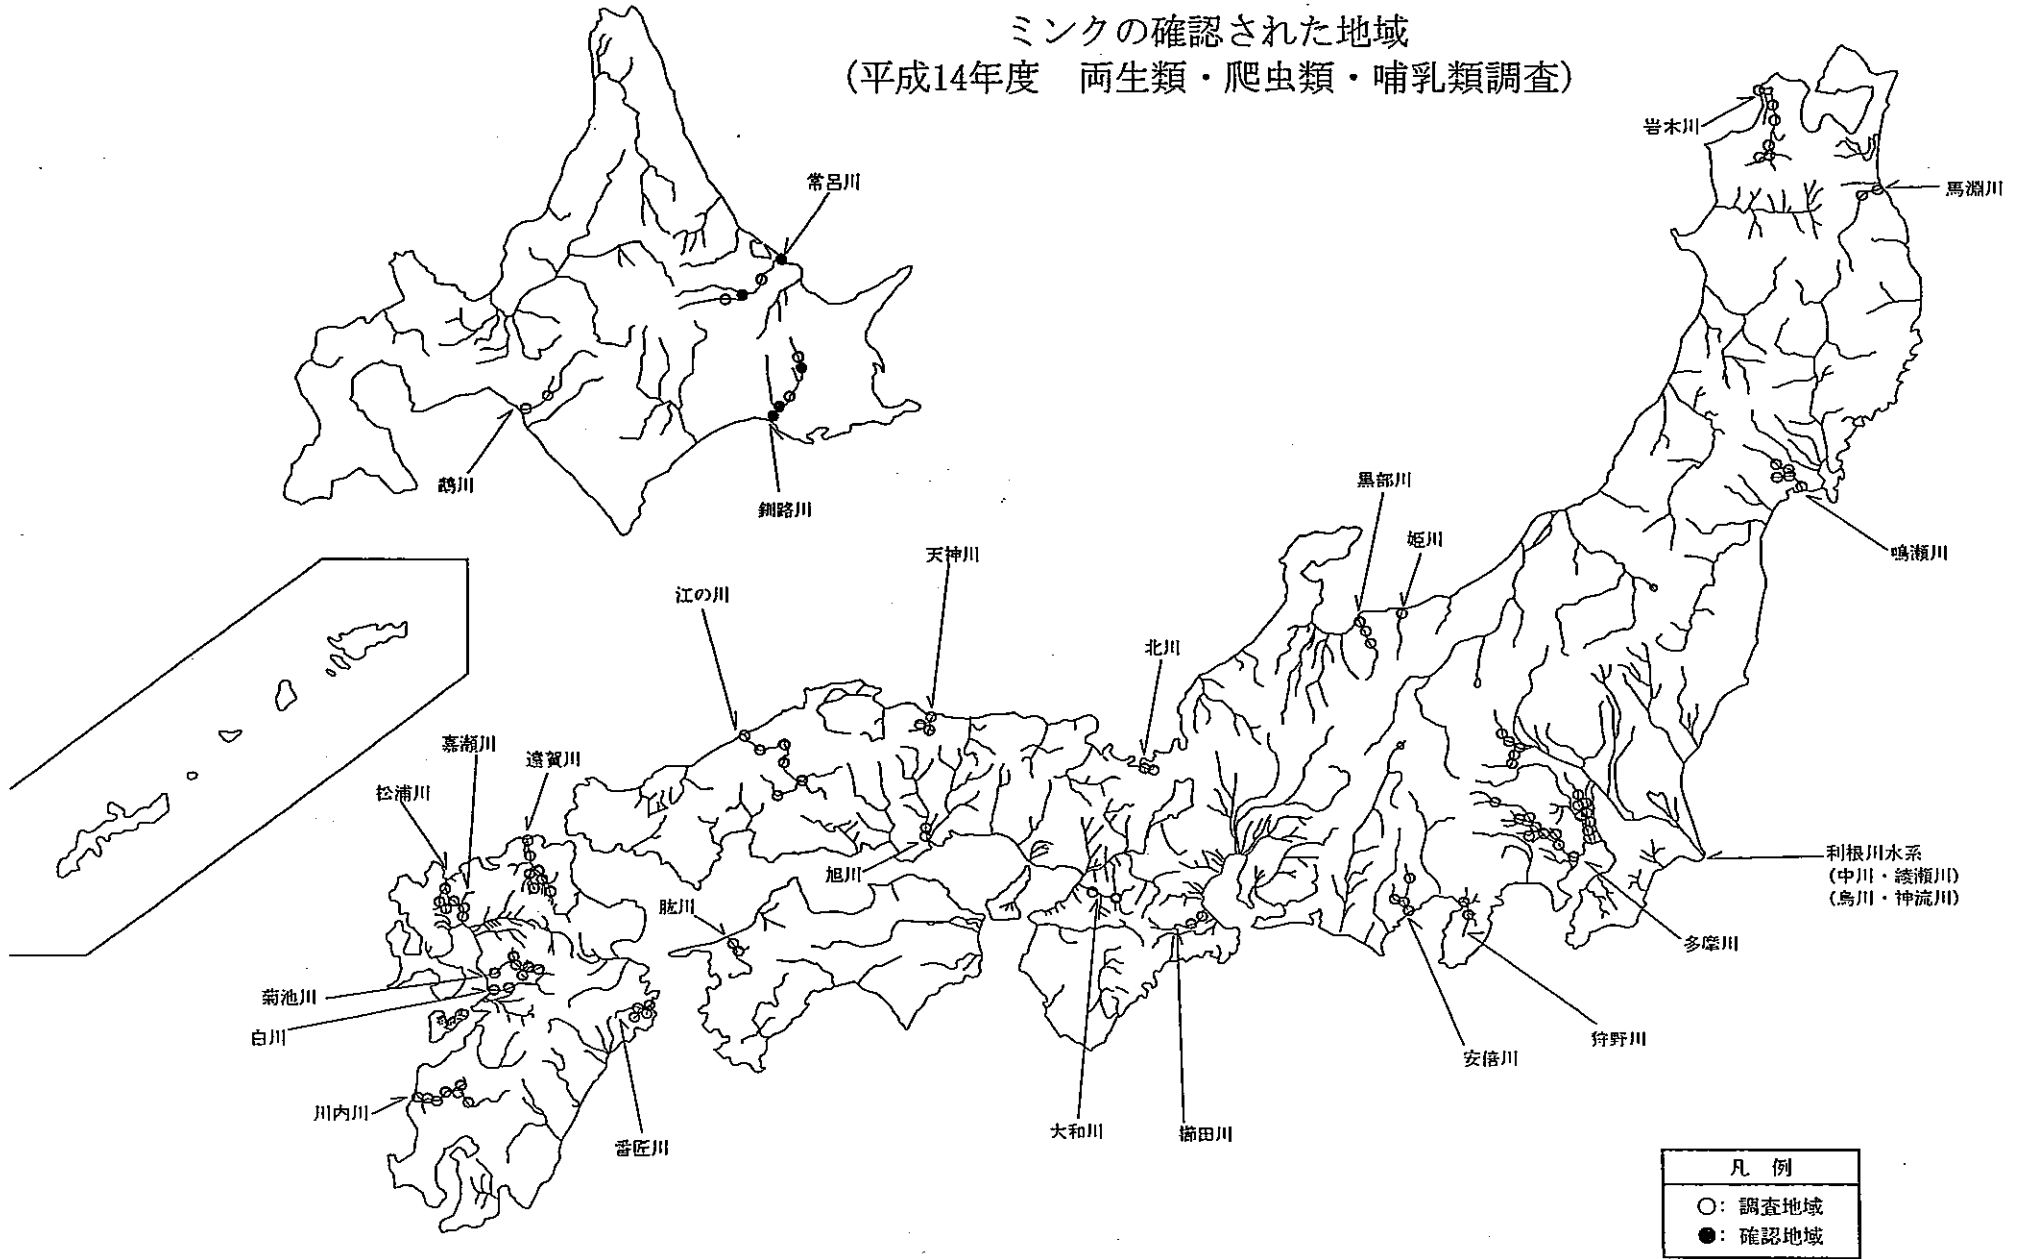 ミンクの確認された地域
(平成14年度　両生類・爬虫類・哺乳類調査)
岩木川
馬淵川
常呂川
鵡川
釧路川
黒部川
姫川
鳴瀬川
天神川
江の川
北川
嘉瀬川
遠賀川
松浦川
旭川
肱川
利根川水系
(中川・綾瀬川)
(烏川・神流川)
多摩川
菊池川
白川
狩野川
安倍川
川内川
番匠川
大和川
櫛田川
凡 例
○: 調査地域
●: 確認地域